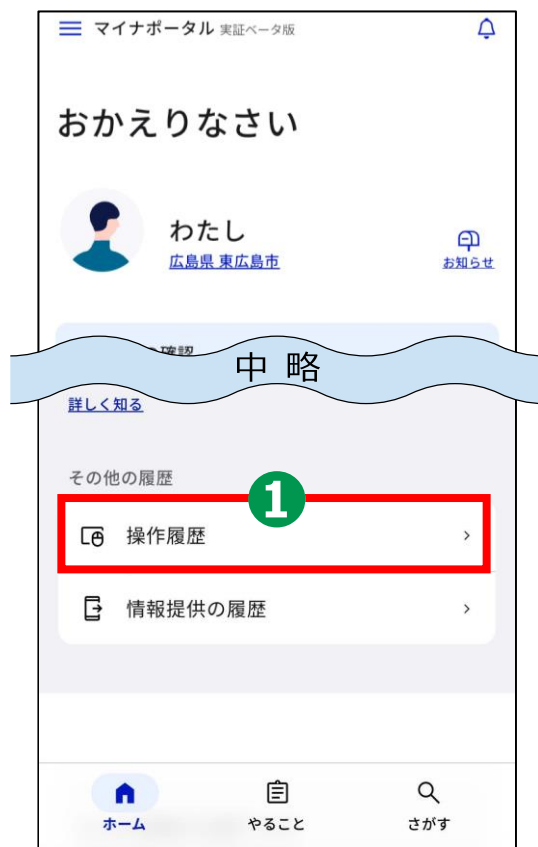 マイナポータル 実証ベータ版
おかえりなさい
わたし
広島県 東広島市
お知らせ
の確認
中 略
詳しく知る
その他の履歴
1
操作履歴
情報提供の履歴
ホーム
やること
さがす